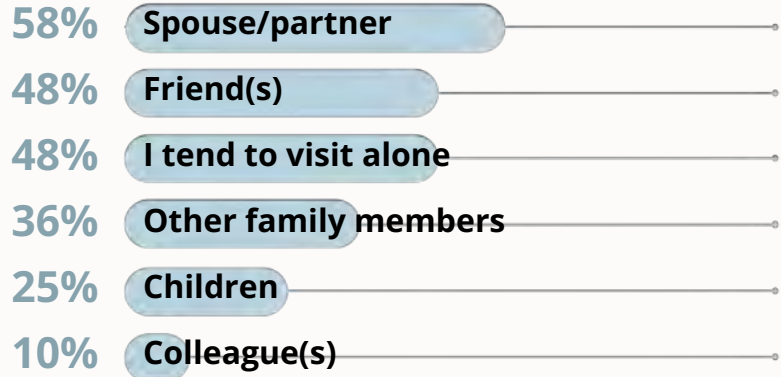 58% Spouse/partner
48% Friend(s)
48% I tend to visit alone
36% Other family members
25% Children
10% Colleague(s)